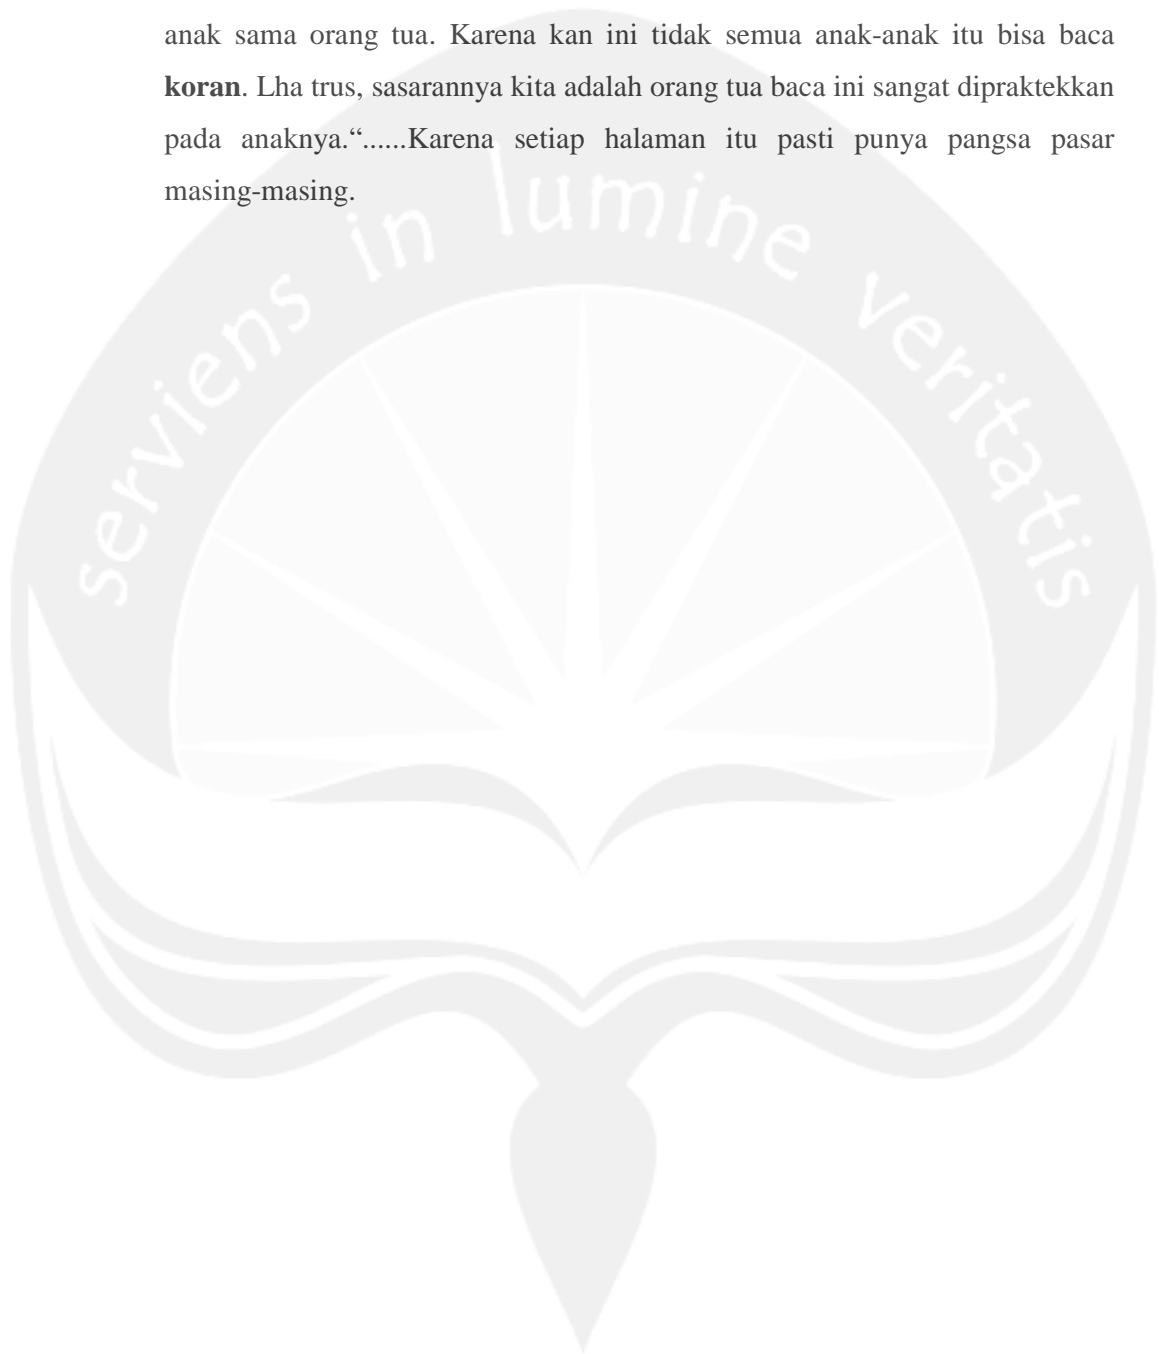 anak sama orang tua. Karena kan ini tidak semua anak-anak itu bisa baca
koran. Lha trus, sasarannya kita adalah orang tua baca ini sangat dipraktekkan
pada anaknya.“......Karena setiap halaman itu pasti punya pangsa pasar
masing-masing.
serviens in lumine veritatis